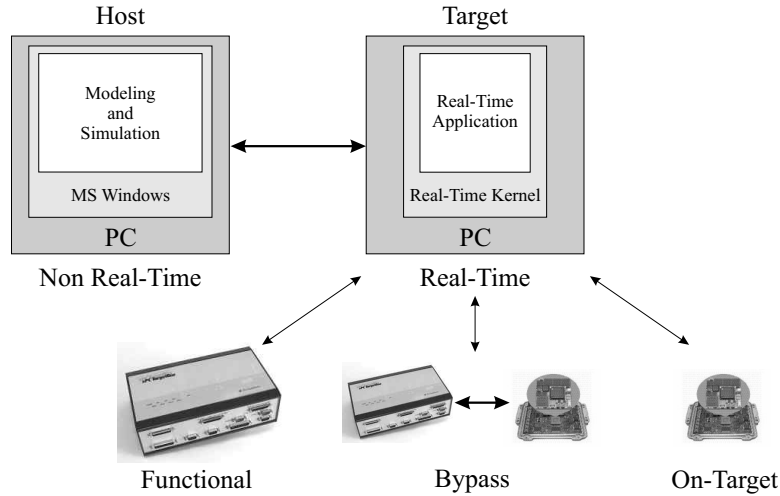 Host
Target
Modeling
and
Simulation
Real-Time
Application
MS Windows
Real-Time Kernel
PC
PC
Non Real-Time
Real-Time
Functional
Bypass
On-Target